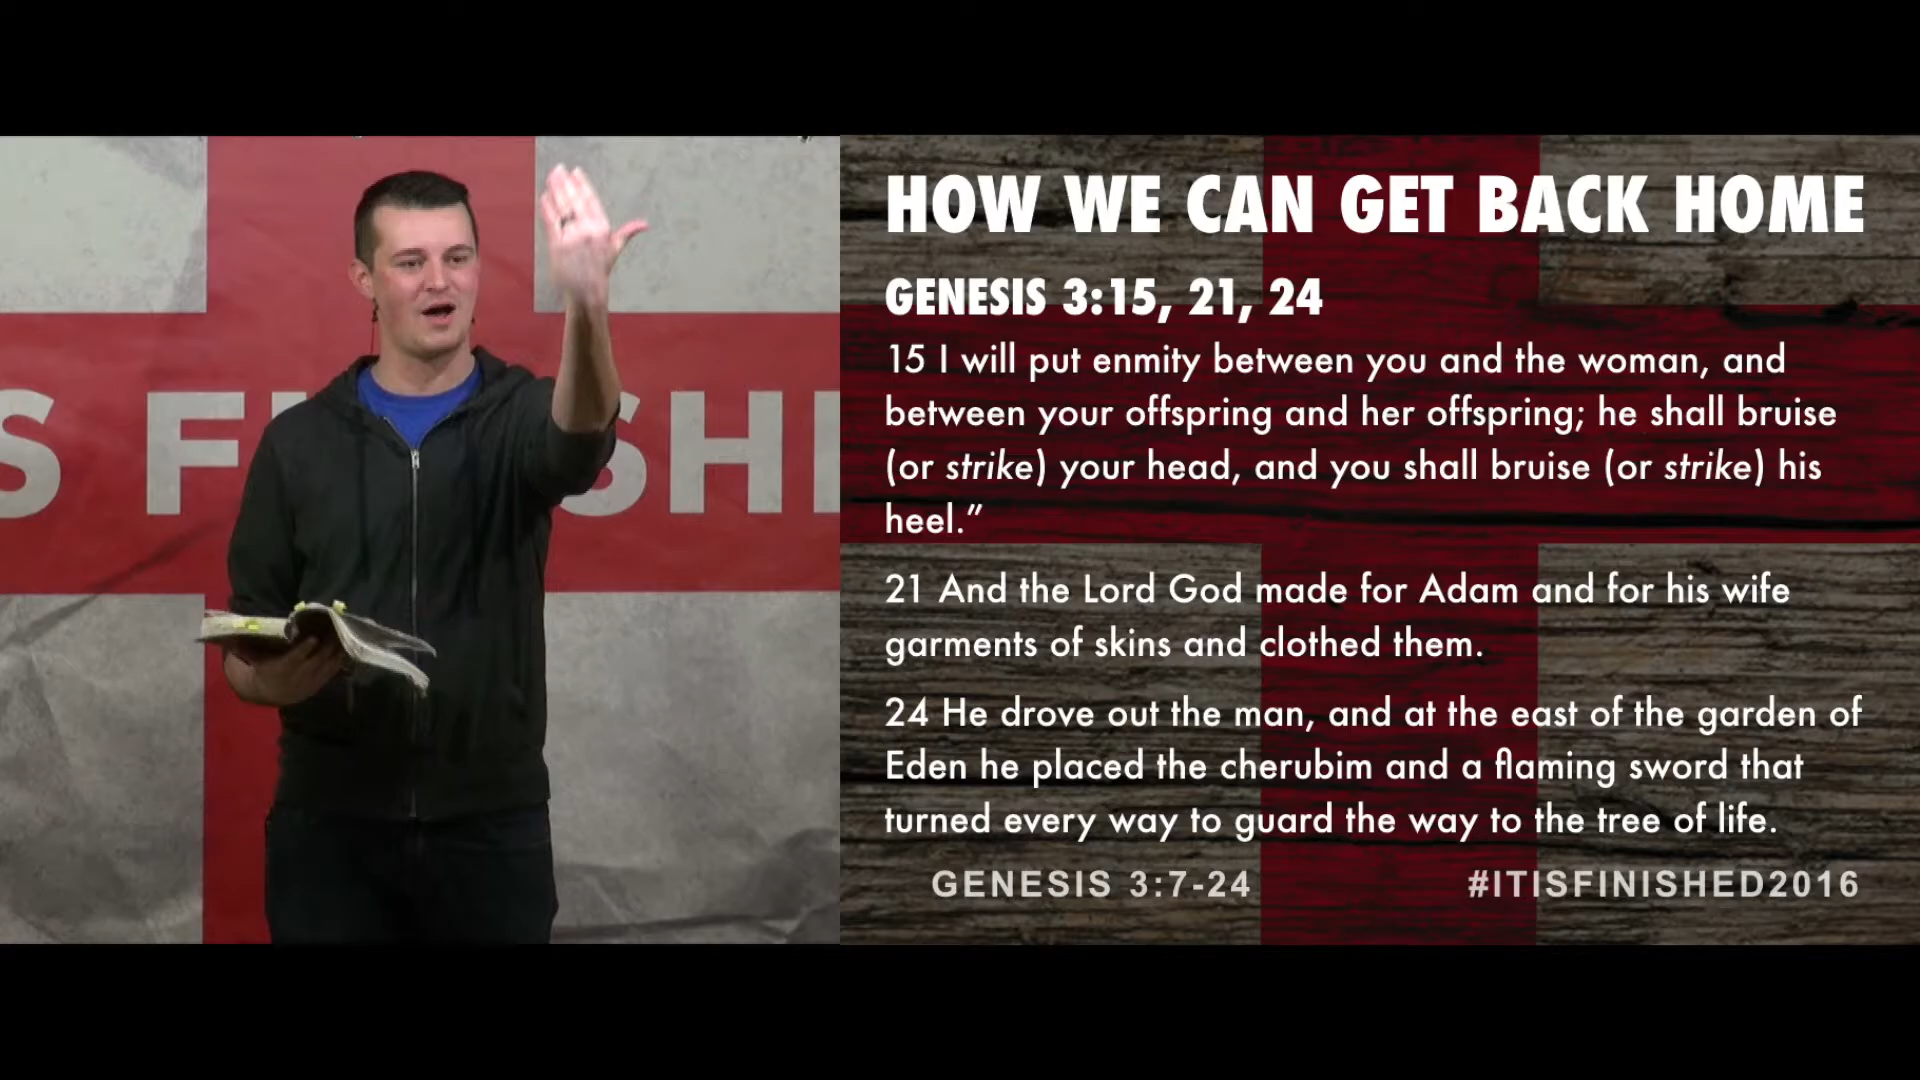 S FI SHI
HOW WE CAN GET BACK HOME
GENESIS 3:15, 21, 24
15 I will put enmity between you and the woman, and
between your offspring and her offspring; he shall bruise
(or strike) your head, and you shall bruise (or strike) his
heel.”
21 And the Lord God made for Adam and for his wife
garments of skins and clothed them.
24 He drove out the man, and at the east of the garden of
Eden he placed the cherubim and a flaming sword that
turned every way to guard the way to the tree of life.
GENESIS 3:7-24
#ITISFINISHED2016